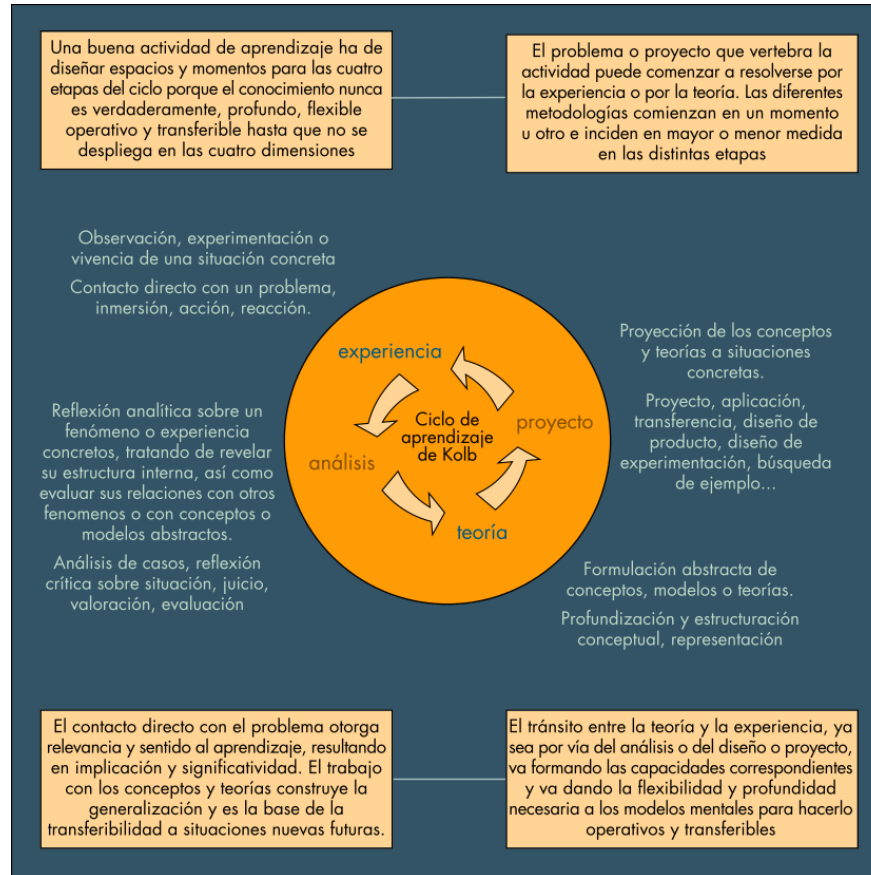 Una buena actividad de aprendizaje ha de
diseñar espacios y momentos para las cuatro
etapas del ciclo porque el conocimiento nunca
es verdaderamente, profundo, flexible
operativo y transferible hasta que no se
despliega en las cuatro dimensiones
El problema o proyecto que vertebra la
actividad puede comenzar a resolverse por
la experiencia o por la teoría. Las diferentes
metodologías comienzan en un momento
u otro e inciden en mayor o menor medida
en las distintas etapas
Observación, experimentación o
vivencia de una situación concreta
Contacto directo con un problema,
inmersión, acción, reacción.
Proyección de los conceptos
y teorías a situaciones
concretas.
Proyecto, aplicación,
transferencia, diseño de
producto, diseño de
experimentación, búsqueda
de ejemplo...
experiencia
Ciclo de
aprendizaje
de Kolb
proyecto
análisis
teoría
Reflexión analítica sobre un
fenómeno o experiencia
concretos, tratando de revelar
su estructura interna, así como
evaluar sus relaciones con otros
fenomenos o con conceptos o
modelos abstractos.
Análisis de casos, reflexión
crítica sobre situación, juicio,
valoración, evaluación
Formulación abstracta de
conceptos, modelos o teorías.
Profundización y estructuración
conceptual, representación
El contacto directo con el problema otorga
relevancia y sentido al aprendizaje, resultando
en implicación y significatividad. El trabajo
con los conceptos y teorías construye la
generalización y es la base de la
transferibilidad a situaciones nuevas futuras.
El tránsito entre la teoría y la experiencia, ya
sea por vía del análisis o del diseño o proyecto,
va formando las capacidades correspondientes
y va dando la flexibilidad y profundidad
necesaria a los modelos mentales para hacerlo
operativos y transferibles